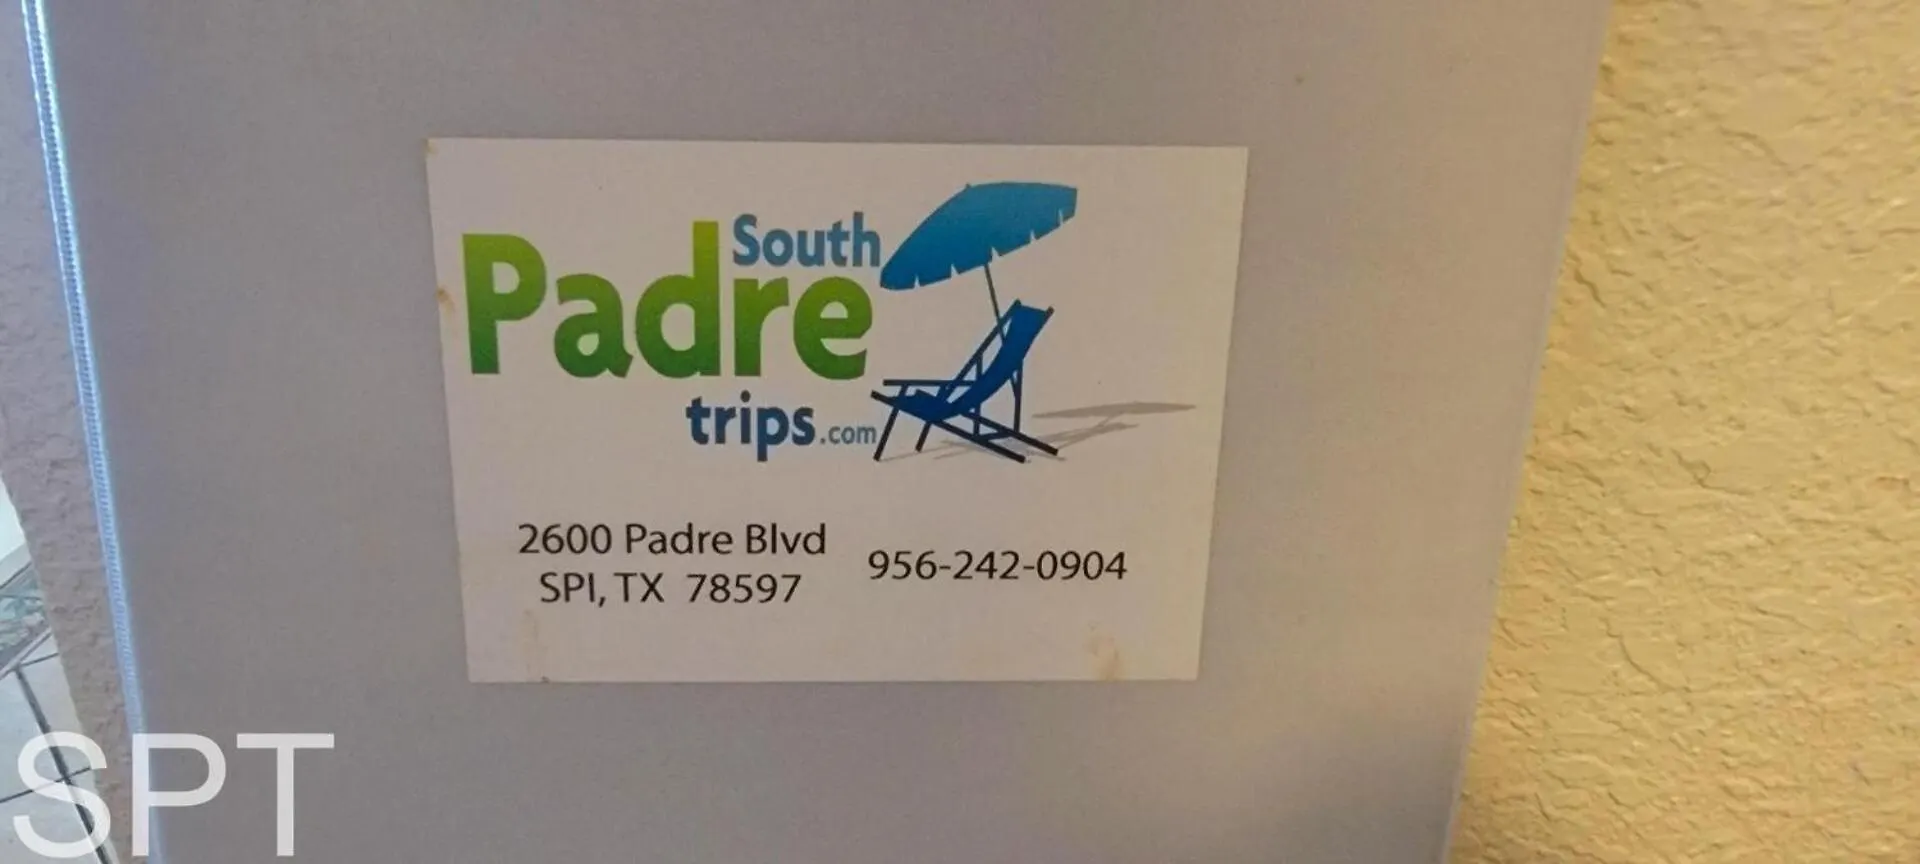 South
Padre
trips.com
2600 Padre Blvd
SPI, TX 78597
956-242-0904
SPT